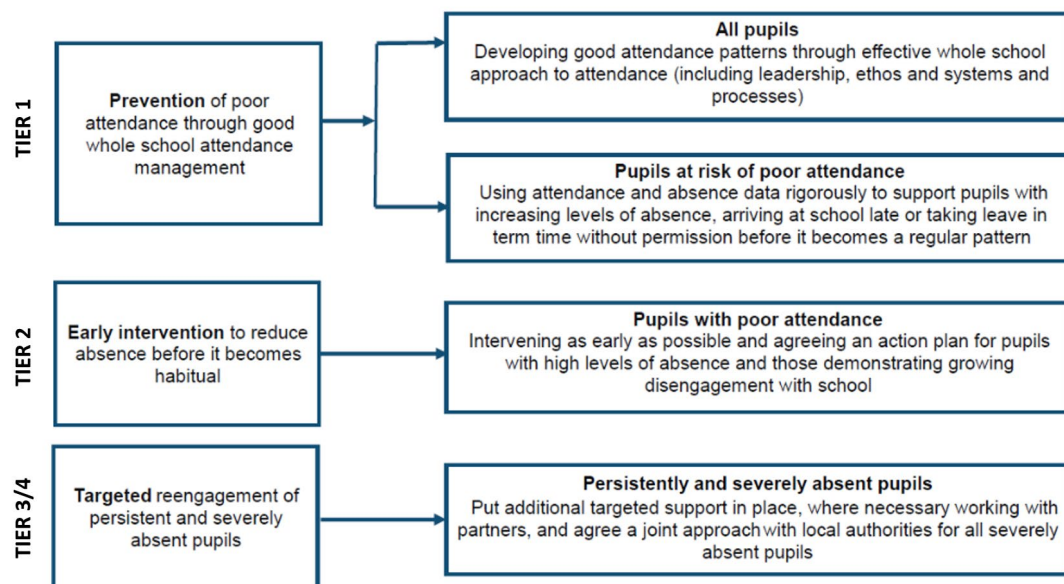 TIER 1
Prevention of poor
attendance through good
whole school attendance
management
All pupils
Developing good attendance patterns through effective whole school
approach to attendance (including leadership, ethos and systems and
processes)
Pupils at risk of poor attendance
Using attendance and absence data rigorously to support pupils with
increasing levels of absence, arriving at school late or taking leave in
term time without permission before it becomes a regular pattern
TIER 2
Early intervention to reduce
absence before it becomes
habitual
Pupils with poor attendance
Intervening as early as possible and agreeing an action plan for pupils
with high levels of absence and those demonstrating growing
disengagement with school
TIER 3/4
Targeted reengagement of
persistent and severely
absent pupils
Persistently and severely absent pupils
Put additional targeted support in place, where necessary working with
partners, and agree a joint approach with local authorities for all severely
absent pupils